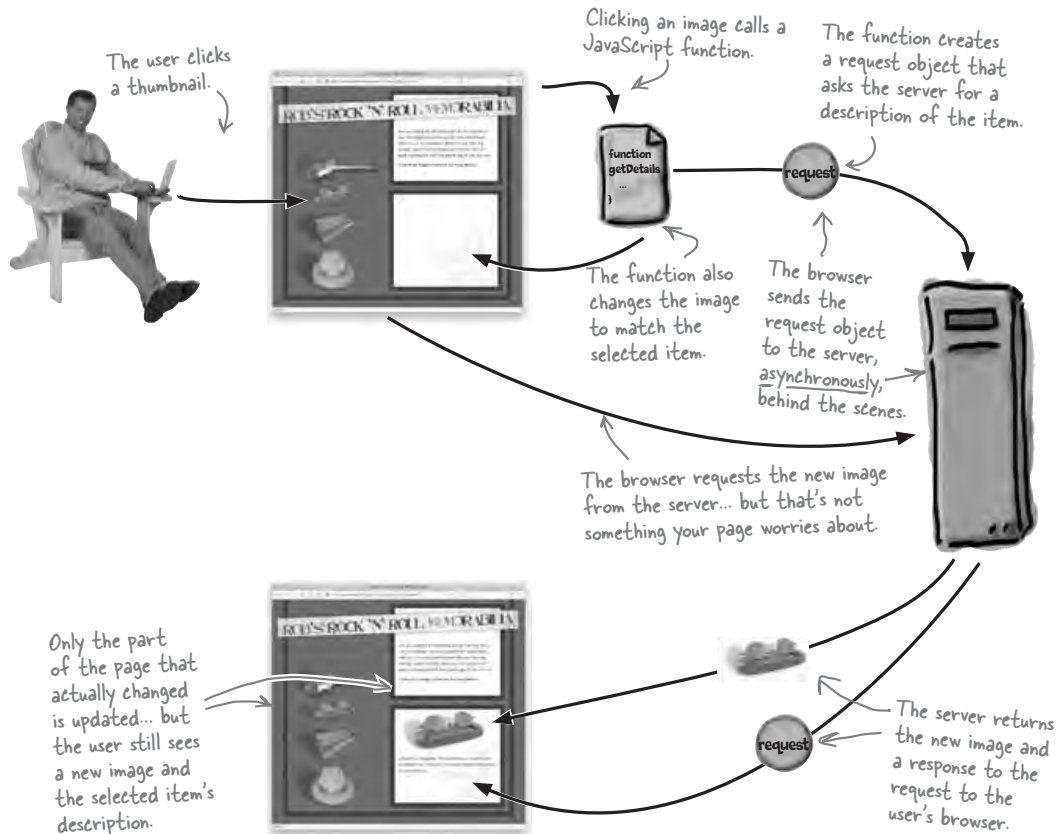 The user clicks
a thumbnail.
Clicking an image calls a
JavaScript function.
The function creates
a request object that
asks the server for a
description of the item.
ROB'S ROCK 'N' ROLL MEMORABILIA
function
getDetails
...
}
request
The function also
changes the image
to match the
selected item.
The browser
sends the
request object
to the server,
asynchronously,
behind the scenes.
The browser requests the new image
from the server... but that's not
something your page worries about.
Only the part
of the page that
actually changed
is updated... but
the user still sees
a new image and
the selected item's
description.
ROB'S ROCK 'N' ROLL MEMORABILIA
request
The server returns
the new image and
a response to the
request to the
user's browser.